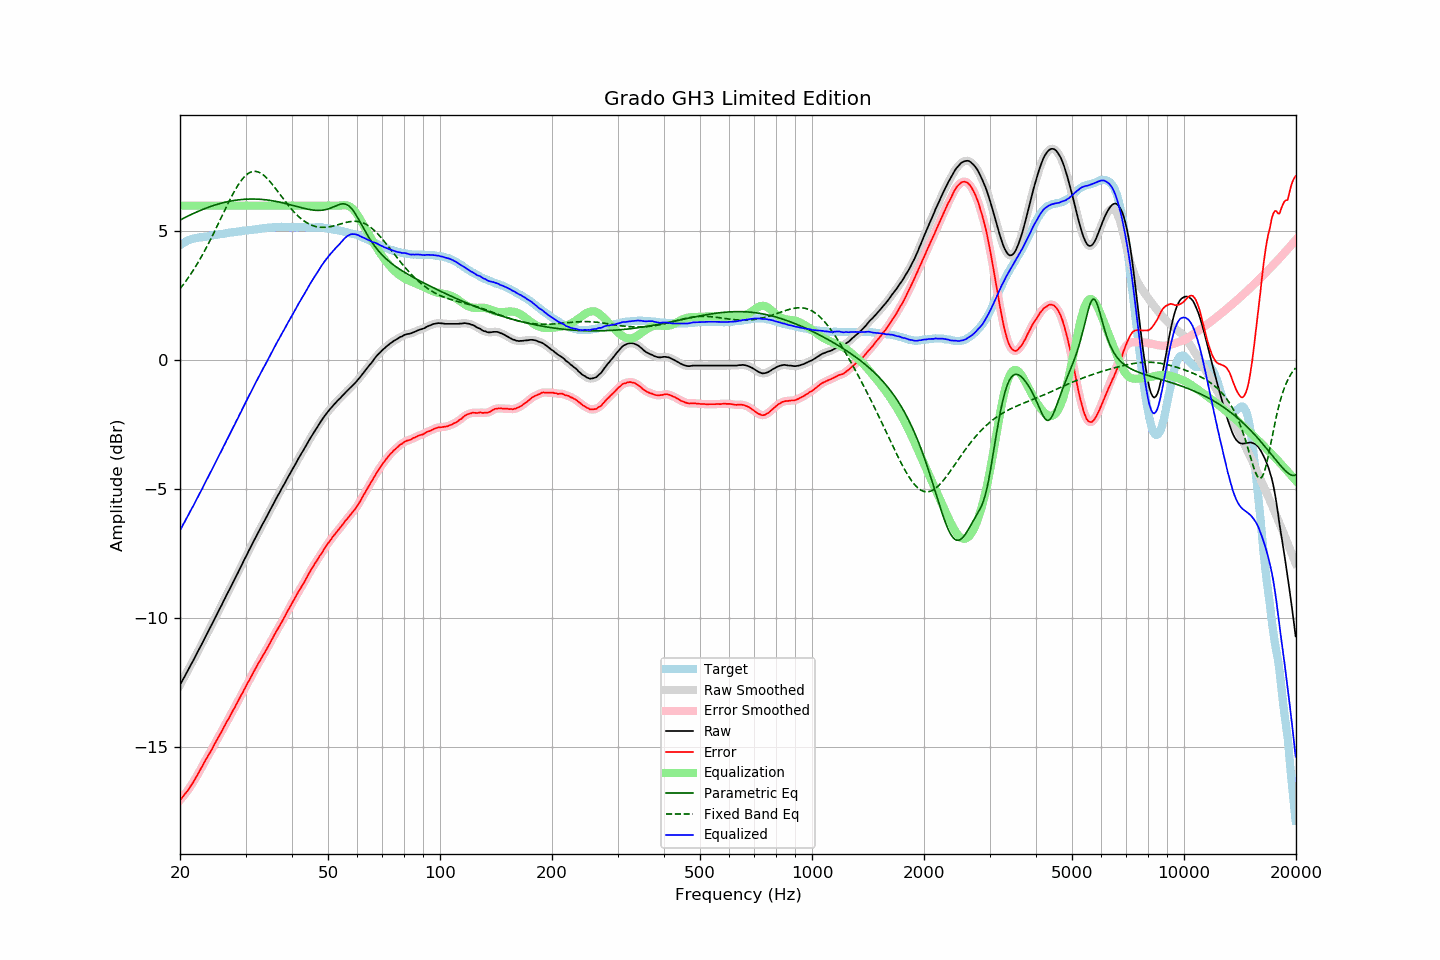 Grado GH3 Limited Edition
Amplitude (dBr)
5
0
−5
−10
−15
20
50
100
200
500
1000
2000
5000
10000
20000
Frequency (Hz)
Target
Raw Smoothed
Error Smoothed
Raw
Error
Equalization
Parametric Eq
Fixed Band Eq
Equalized